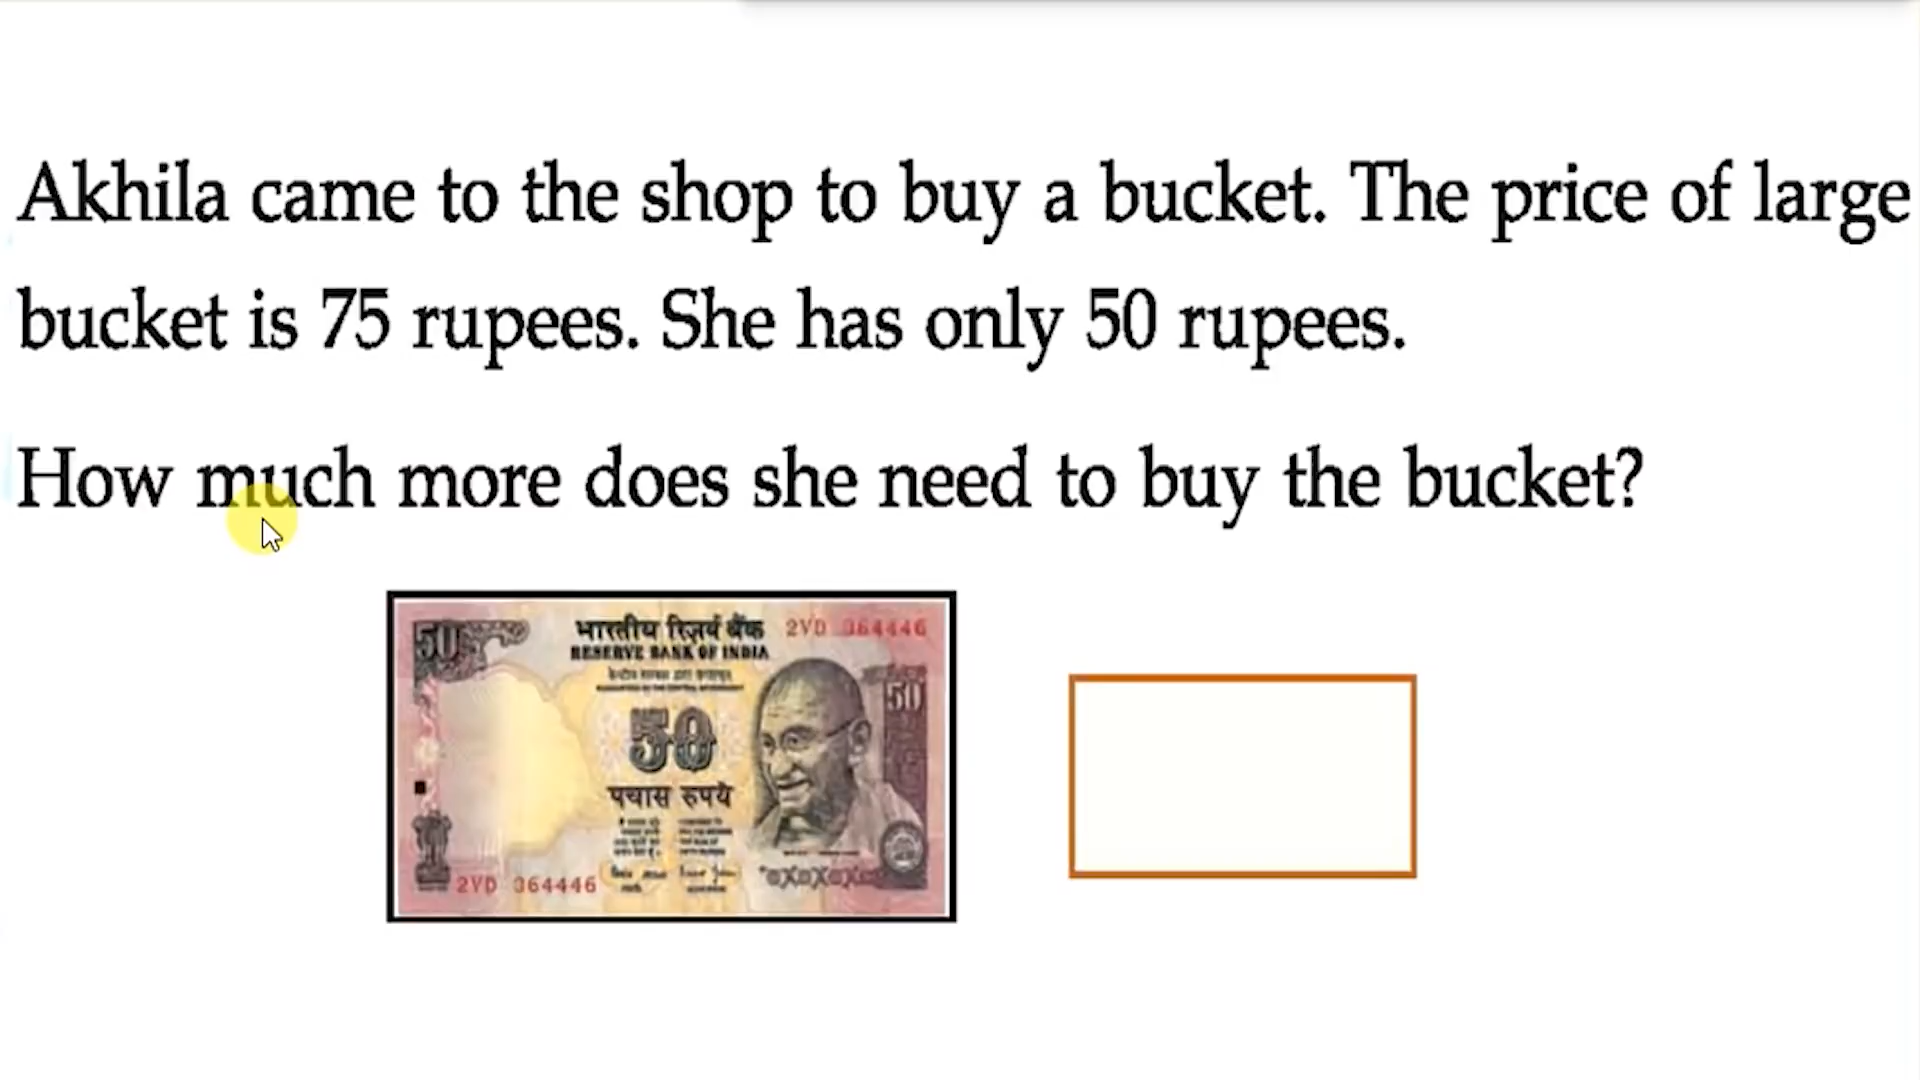 Akhila came to the shop to buy a bucket. The price of large
bucket is 75 rupees. She has only 50 rupees.
How much more does she need to buy the bucket?
50
भारतीय रिज़र्व बैंक 2VD 364446
RESERVE BANK OF INDIA
50
50
पचास रुपये
2VD 364446